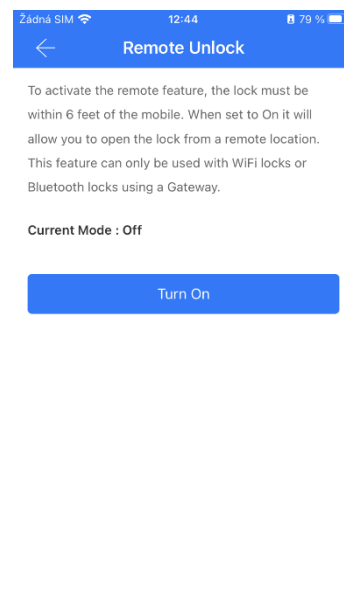 Žádná SIM 12:44 79 %
Remote Unlock
To activate the remote feature, the lock must be
within 6 feet of the mobile. When set to On it will
allow you to open the lock from a remote location.
This feature can only be used with WiFi locks or
Bluetooth locks using a Gateway.
Current Mode : Off
Turn On